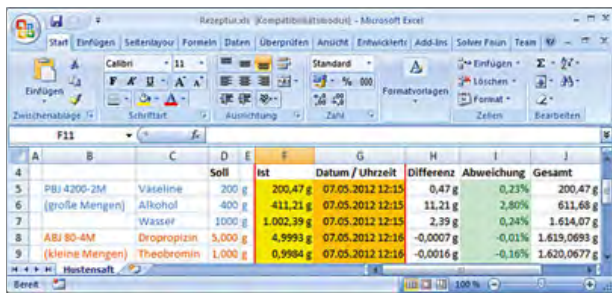 Rezeptur.xls [Kompatibilitätsmodus] - Microsoft Excel
Start Einfügen Seitenlayour Formeln Daten Überprüfen Ansicht Entwicklertc Add-Ins Solver Foun Team
Calibri 11 Standard Einfügen
F K U A A % 000 Löschen
Einfügen Formatvorlagen Format
Zwischenablage Schriftart Ausrichtung Zahl Zellen Bearbeiten
F11 fx
A B C D E F G H I J
4 Soll Ist Datum / Uhrzeit Differenz Abweichung Gesamt
5 PBJ 4200-2M Vaseline 200 g 200,47 g 07.05.2012 12:15 0,47 g 0,23% 200,47 g
6 (große Mengen) Alkohol 400 g 411,21 g 07.05.2012 12:15 11,21 g 2,80% 611,68 g
7 Wasser 1000 g 1.002,39 g 07.05.2012 12:15 2,39 g 0,24% 1.614,07 g
8 ABJ 80-4M Dropropizin 5,000 g 4,9993 g 07.05.2012 12:16 -0,0007 g -0,01% 1.619,0693 g
9 (kleine Mengen) Theobromin 1,000 g 0,9984 g 07.05.2012 12:16 -0,0016 g -0,16% 1.620,0677 g
Hustensaft
Bereit 100 %